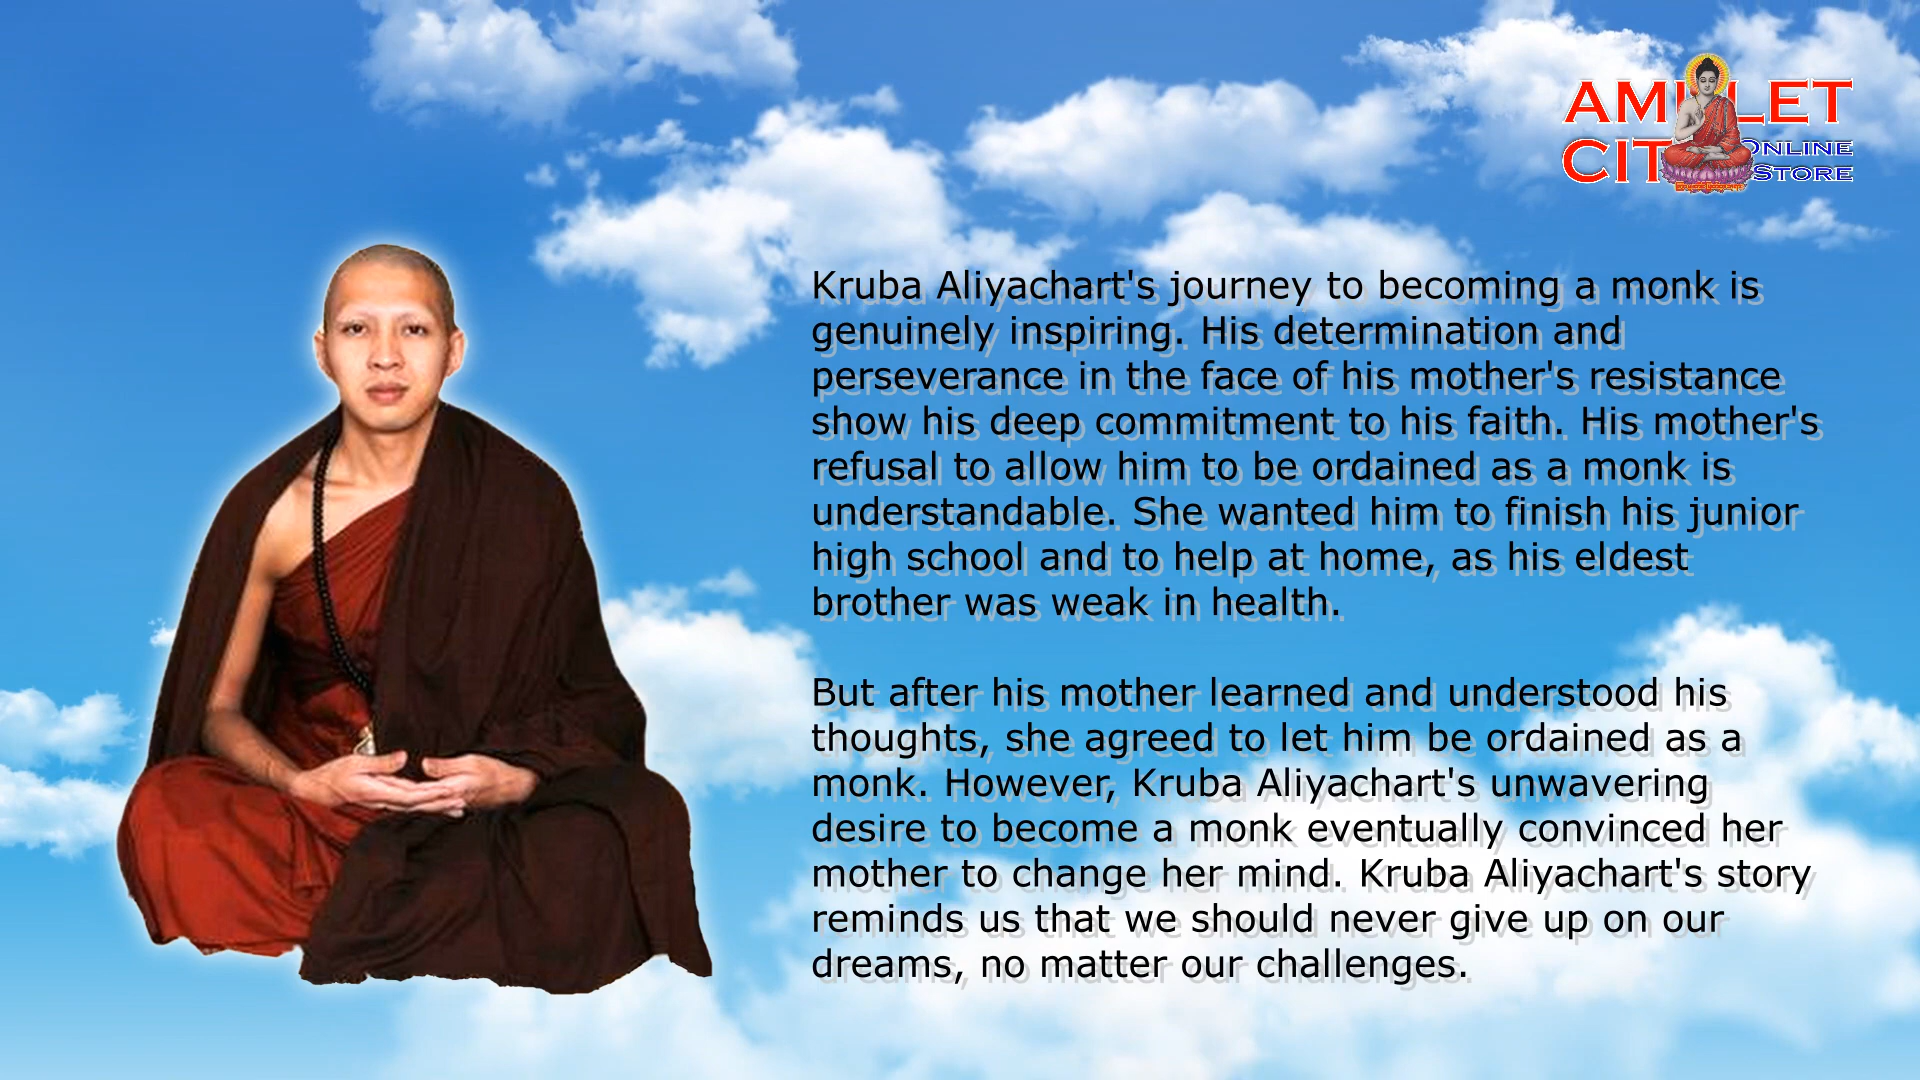 AMULET
CITY ONLINE
STORE
Kruba Aliyachart's journey to becoming a monk is
genuinely inspiring. His determination and
perseverance in the face of his mother's resistance
show his deep commitment to his faith. His mother's
refusal to allow him to be ordained as a monk is
understandable. She wanted him to finish his junior
high school and to help at home, as his eldest
brother was weak in health.
But after his mother learned and understood his
thoughts, she agreed to let him be ordained as a
monk. However, Kruba Aliyachart's unwavering
desire to become a monk eventually convinced her
mother to change her mind. Kruba Aliyachart's story
reminds us that we should never give up on our
dreams, no matter our challenges.